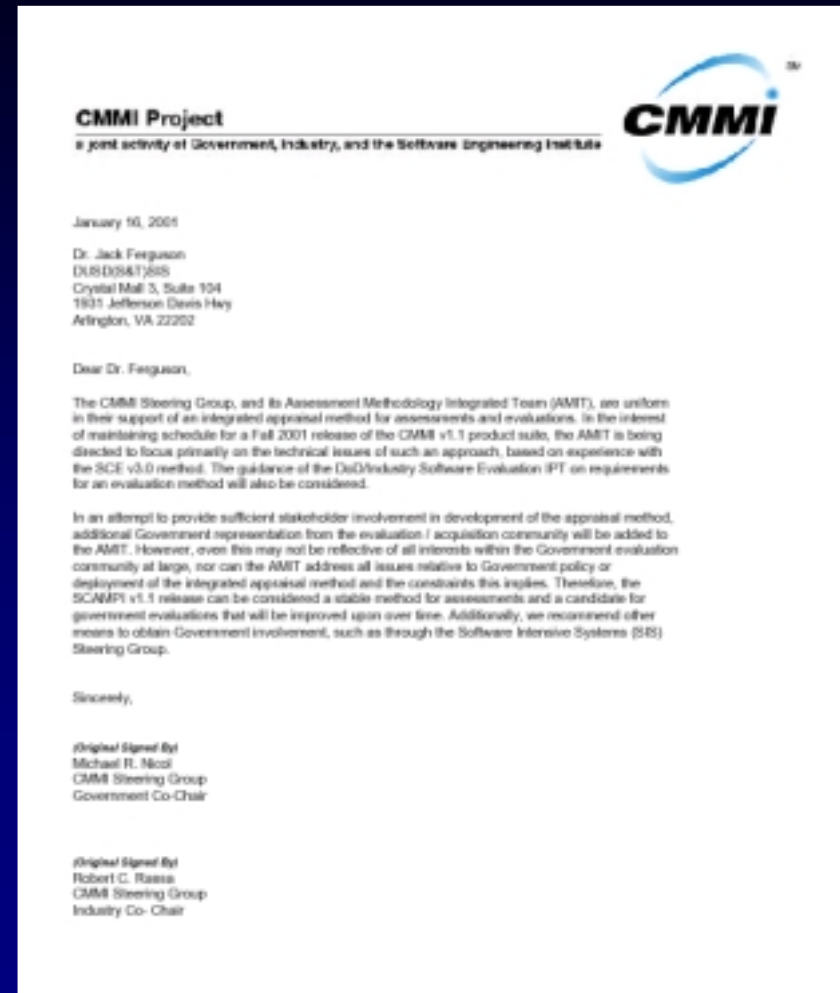 CMMI Project
a joint activity of Government, Industry, and the Software Engineering Institute
CMMI
SM
January 16, 2001
Dr. Jack Ferguson
DUSD(S&T)SIS
Crystal Mall 3, Suite 104
1931 Jefferson Davis Hwy
Arlington, VA 22202
Dear Dr. Ferguson,
The CMMI Steering Group, and its Assessment Methodology Integrated Team (AMIT), are uniform
in their support of an integrated appraisal method for assessments and evaluations. In the interest
of maintaining schedule for a Fall 2001 release of the CMMI v1.1 product suite, the AMIT is being
directed to focus primarily on the technical issues of such an approach, based on experience with
the SCE v3.0 method. The guidance of the DoD/Industry Software Evaluation IPT on requirements
for an evaluation method will also be considered.
In an attempt to provide sufficient stakeholder involvement in development of the appraisal method,
additional Government representation from the evaluation / acquisition community will be added to
the AMIT. However, even this may not be reflective of all interests within the Government evaluation
community at large, nor can the AMIT address all issues relative to Government policy or
deployment of the integrated appraisal method and the constraints this implies. Therefore, the
SCAMPI v1.1 release can be considered a stable method for assessments and a candidate for
government evaluations that will be improved upon over time. Additionally, we recommend other
means to obtain Government involvement, such as through the Software Intensive Systems (SIS)
Steering Group.
Sincerely,
(Original Signed By)
Michael R. Nicol
CMMI Steering Group
Government Co-Chair
(Original Signed By)
Robert C. Rassa
CMMI Steering Group
Industry Co- Chair